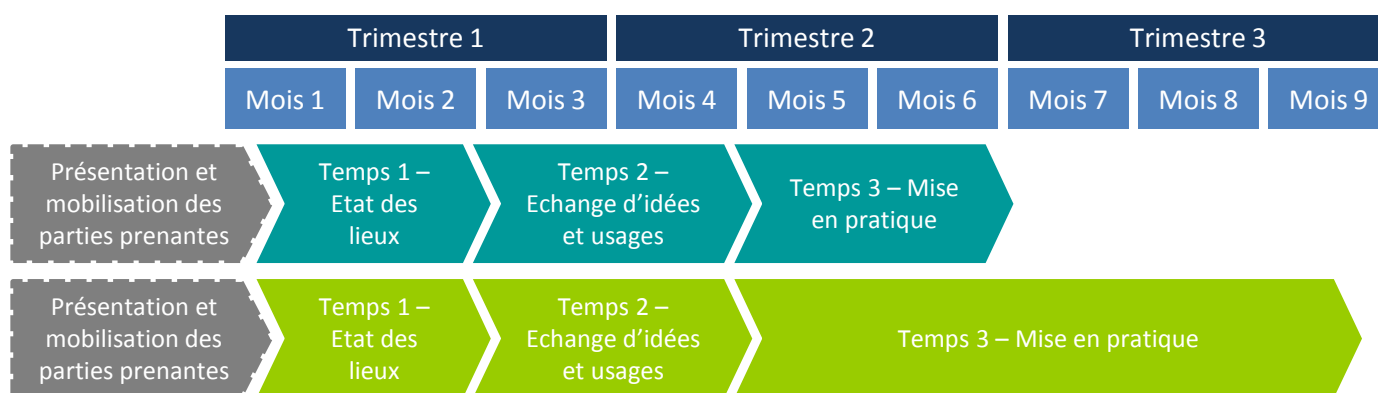 Trimestre 1
Trimestre 2
Trimestre 3
Mois 1
Mois 2
Mois 3
Mois 4
Mois 5
Mois 6
Mois 7
Mois 8
Mois 9
Présentation et
mobilisation des
parties prenantes
Temps 1 –
Etat des
lieux
Temps 2 –
Echange d’idées
et usages
Temps 3 – Mise
en pratique
Présentation et
mobilisation des
parties prenantes
Temps 1 –
Etat des
lieux
Temps 2 –
Echange d’idées
et usages
Temps 3 – Mise en pratique